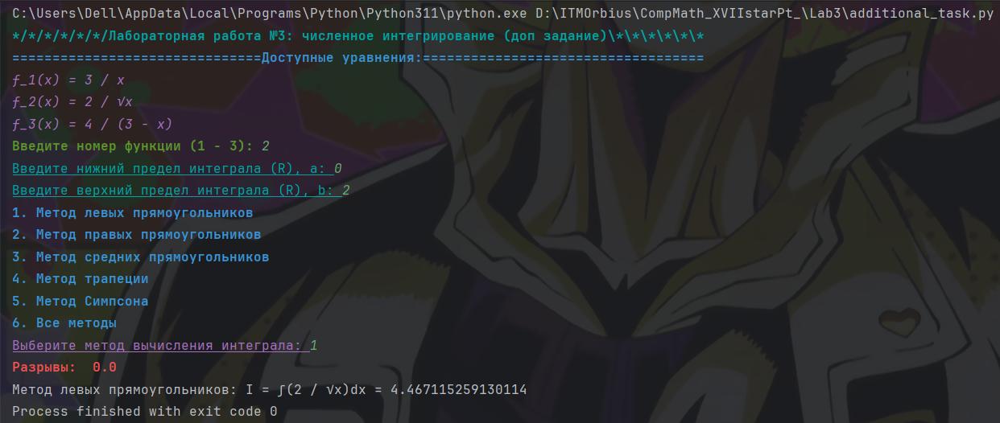 C:\Users\Dell\AppData\Local\Programs\Python\Python311\python.exe D:\ITMOrbius\CompMath_XVIIstarPt_\Lab3\additional_task.py
*/*/*/*/*/*/Лабораторная работа №3: численное интегрирование (доп задание)\*\*\*\*\*\*
===============================Доступные уравнения:===================================
ƒ_1(x) = 3 / x
ƒ_2(x) = 2 / √x
ƒ_3(x) = 4 / (3 - x)
Введите номер функции (1 - 3): 2
Введите нижний предел интеграла (R), a: 0
Введите верхний предел интеграла (R), b: 2
1. Метод левых прямоугольников
2. Метод правых прямоугольников
3. Метод средних прямоугольников
4. Метод трапеции
5. Метод Симпсона
6. Все методы
Выберите метод вычисления интеграла: 1
Разрывы:  0.0
Метод левых прямоугольников: I = ∫(2 / √x)dx = 4.467115259130114
Process finished with exit code 0